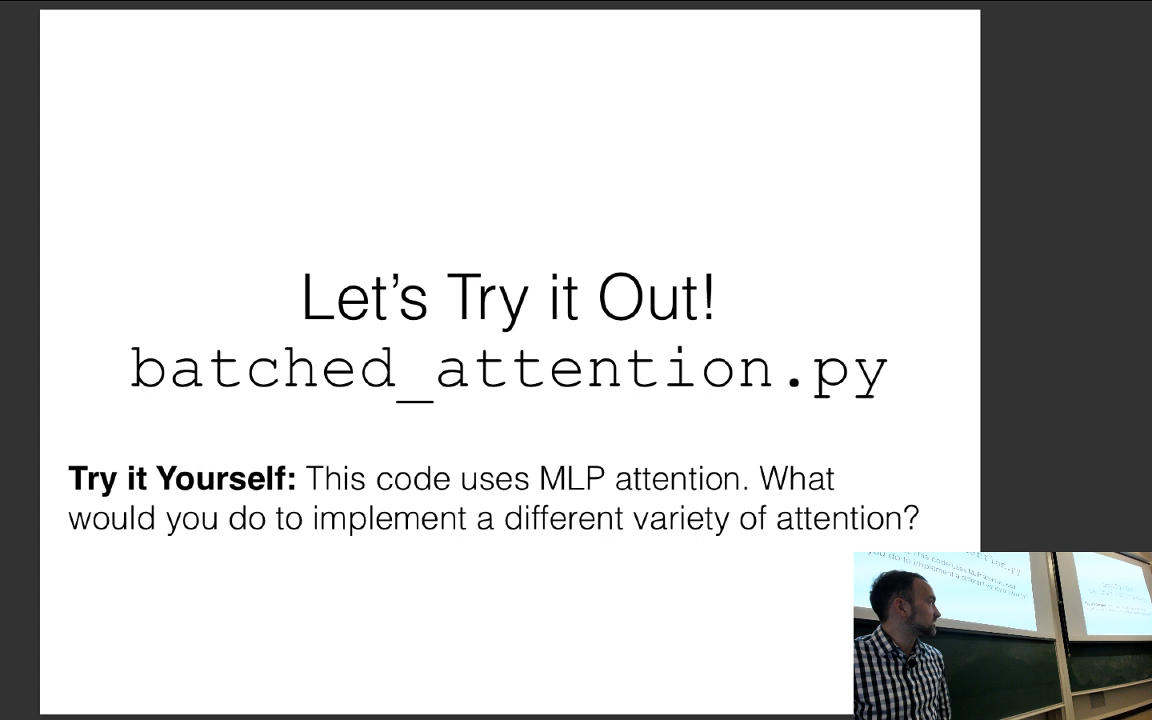 Let's Try it Out!
batched_attention.py
Try it Yourself: This code uses MLP attention. What
would you do to implement a different variety of attention?